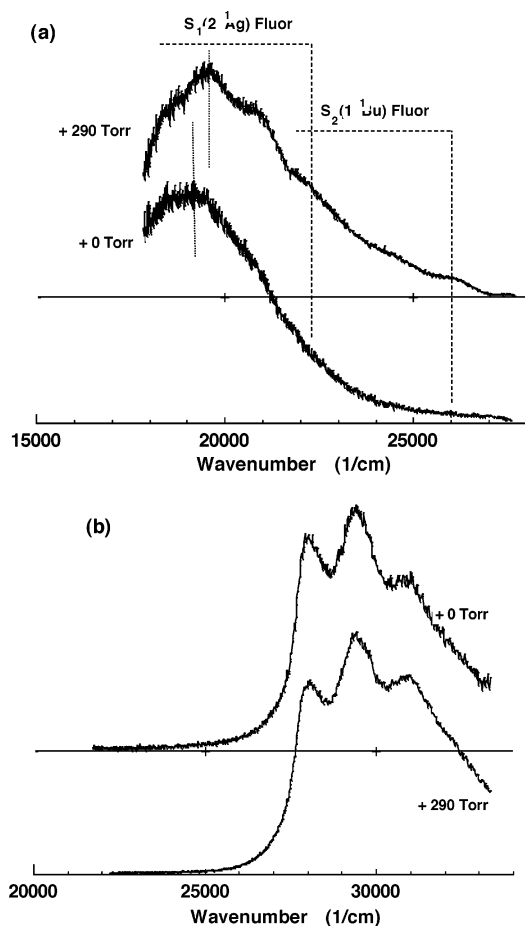 (a)
S1(2 1Ag) Fluor
S2(1 1Bu) Fluor
+ 290 Torr
+ 0 Torr
15000 20000 25000
Wavenumber (1/cm)
(b)
+ 0 Torr
+ 290 Torr
20000 25000 30000
Wavenumber (1/cm)